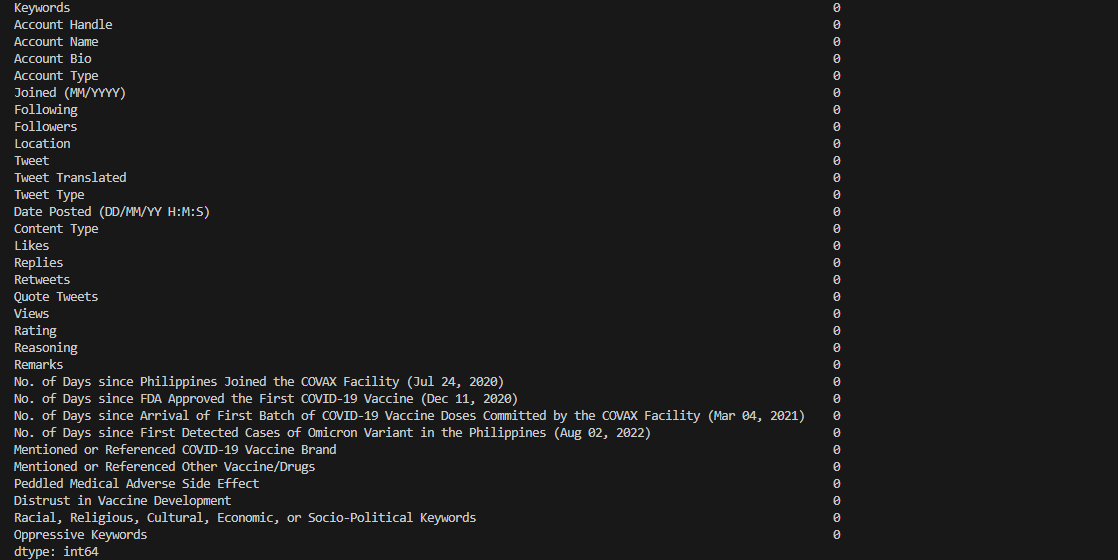 Keywords 0
Account Handle 0
Account Name 0
Account Bio 0
Account Type 0
Joined (MM/YYYY) 0
Following 0
Followers 0
Location 0
Tweet 0
Tweet Translated 0
Tweet Type 0
Date Posted (DD/MM/YY H:M:S) 0
Content Type 0
Likes 0
Replies 0
Retweets 0
Quote Tweets 0
Views 0
Rating 0
Reasoning 0
Remarks 0
No. of Days since Philippines Joined the COVAX Facility (Jul 24, 2020) 0
No. of Days since FDA Approved the First COVID-19 Vaccine (Dec 11, 2020) 0
No. of Days since Arrival of First Batch of COVID-19 Vaccine Doses Committed by the COVAX Facility (Mar 04, 2021) 0
No. of Days since First Detected Cases of Omicron Variant in the Philippines (Aug 02, 2022) 0
Mentioned or Referenced COVID-19 Vaccine Brand 0
Mentioned or Referenced Other Vaccine/Drugs 0
Peddled Medical Adverse Side Effect 0
Distrust in Vaccine Development 0
Racial, Religious, Cultural, Economic, or Socio-Political Keywords 0
Oppressive Keywords 0
dtype: int64